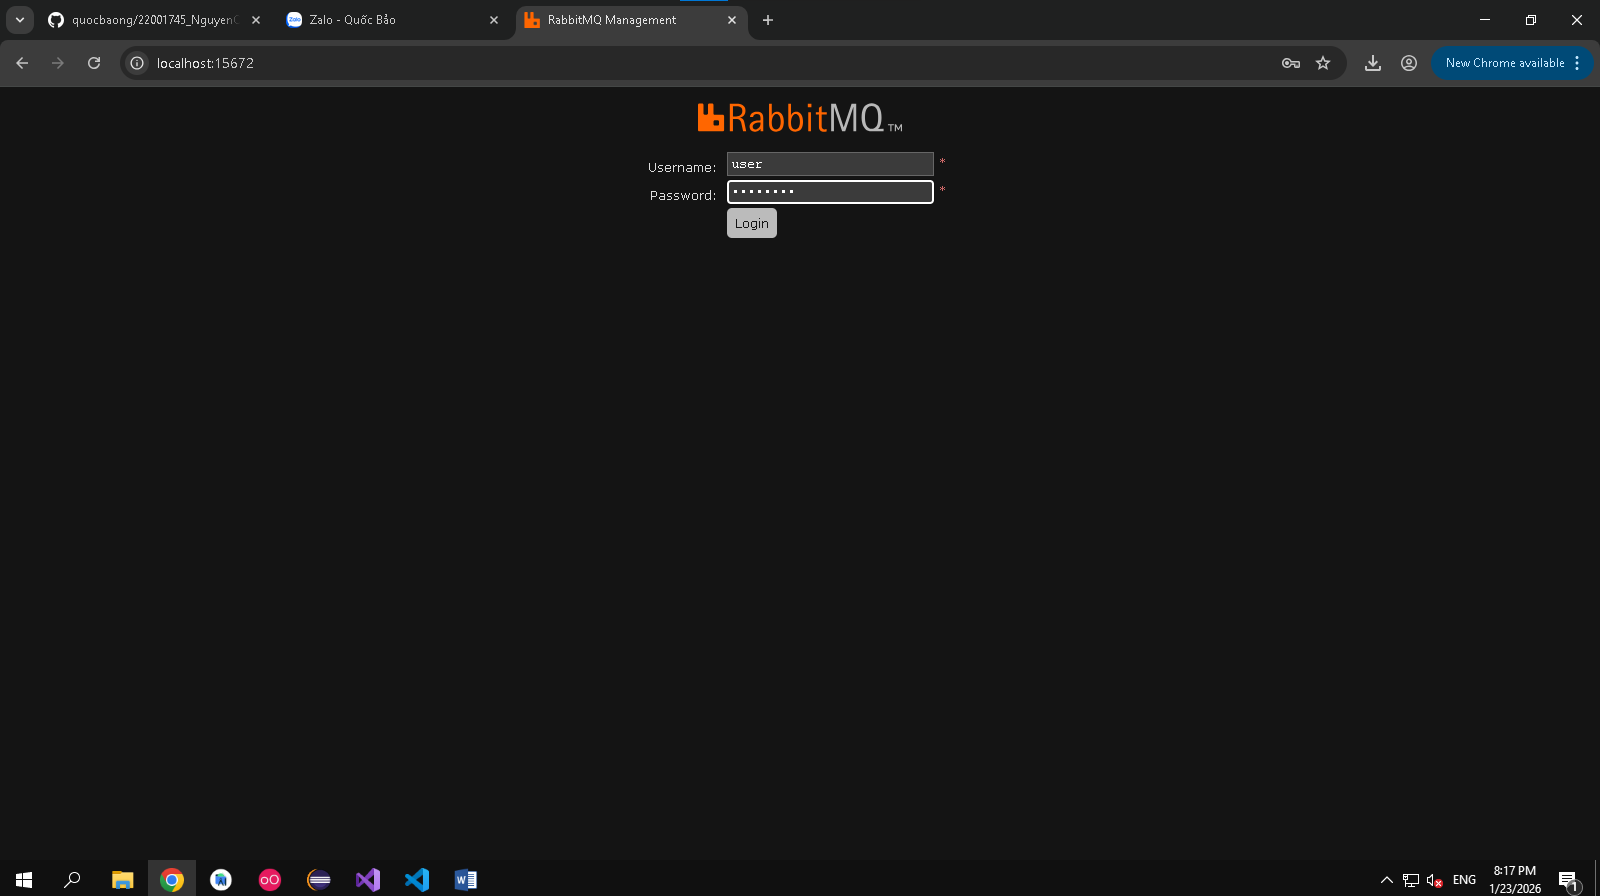 quocbaong/22001745_Nguyen
Zalo - Quốc Bảo
RabbitMQ Management
localhost:15672
New Chrome available
RabbitMQ TM
Username: user *
Password: •••••••• *
Login
ENG
8:17 PM
1/23/2026
1